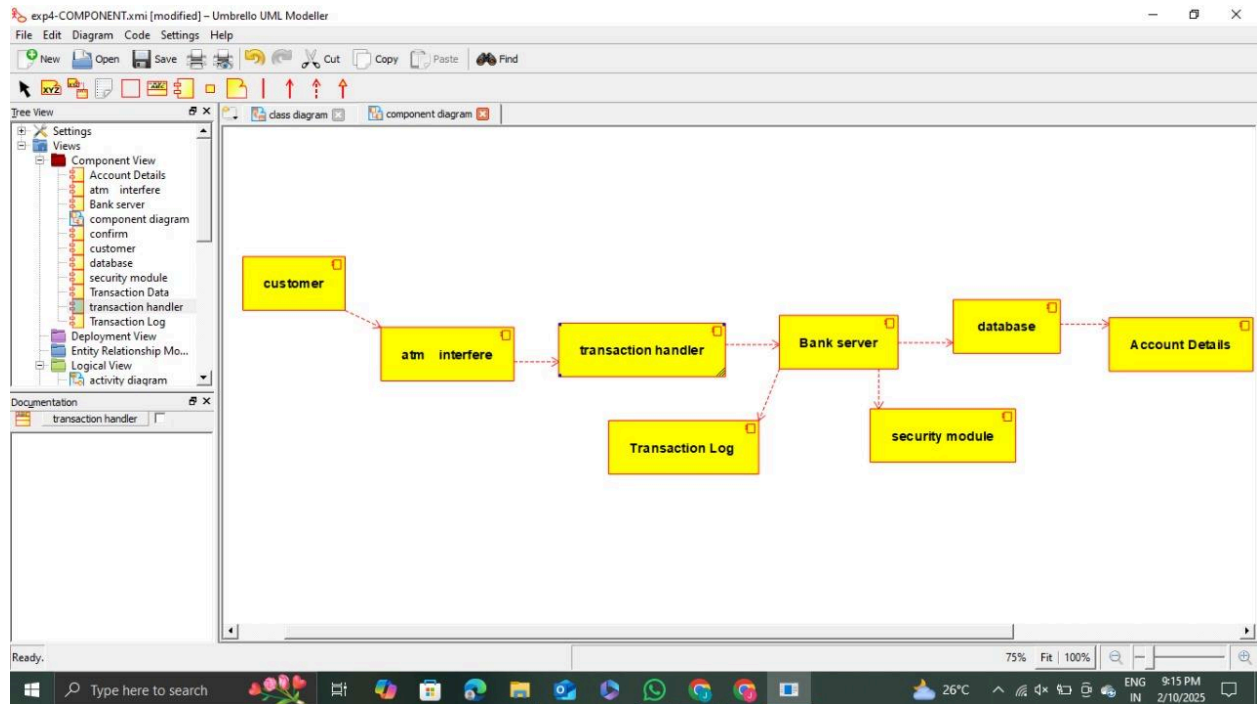 exp4-COMPONENT.xmi [modified] – Umbrello UML Modeller
File Edit Diagram Code Settings Help
New Open Save Cut Copy Paste Find
Tree View
class diagram component diagram
Settings
Views
Component View
Account Details
atm interfere
Bank server
component diagram
confirm
customer
database
security module
Transaction Data
transaction handler
Transaction Log
Deployment View
Entity Relationship Mo...
Logical View
activity diagram
Documentation
transaction handler
customer
atm interfere
transaction handler
Bank server
database
Account Details
Transaction Log
security module
Ready.
75% Fit 100%
Type here to search
26°C
ENG
IN
9:15 PM
2/10/2025